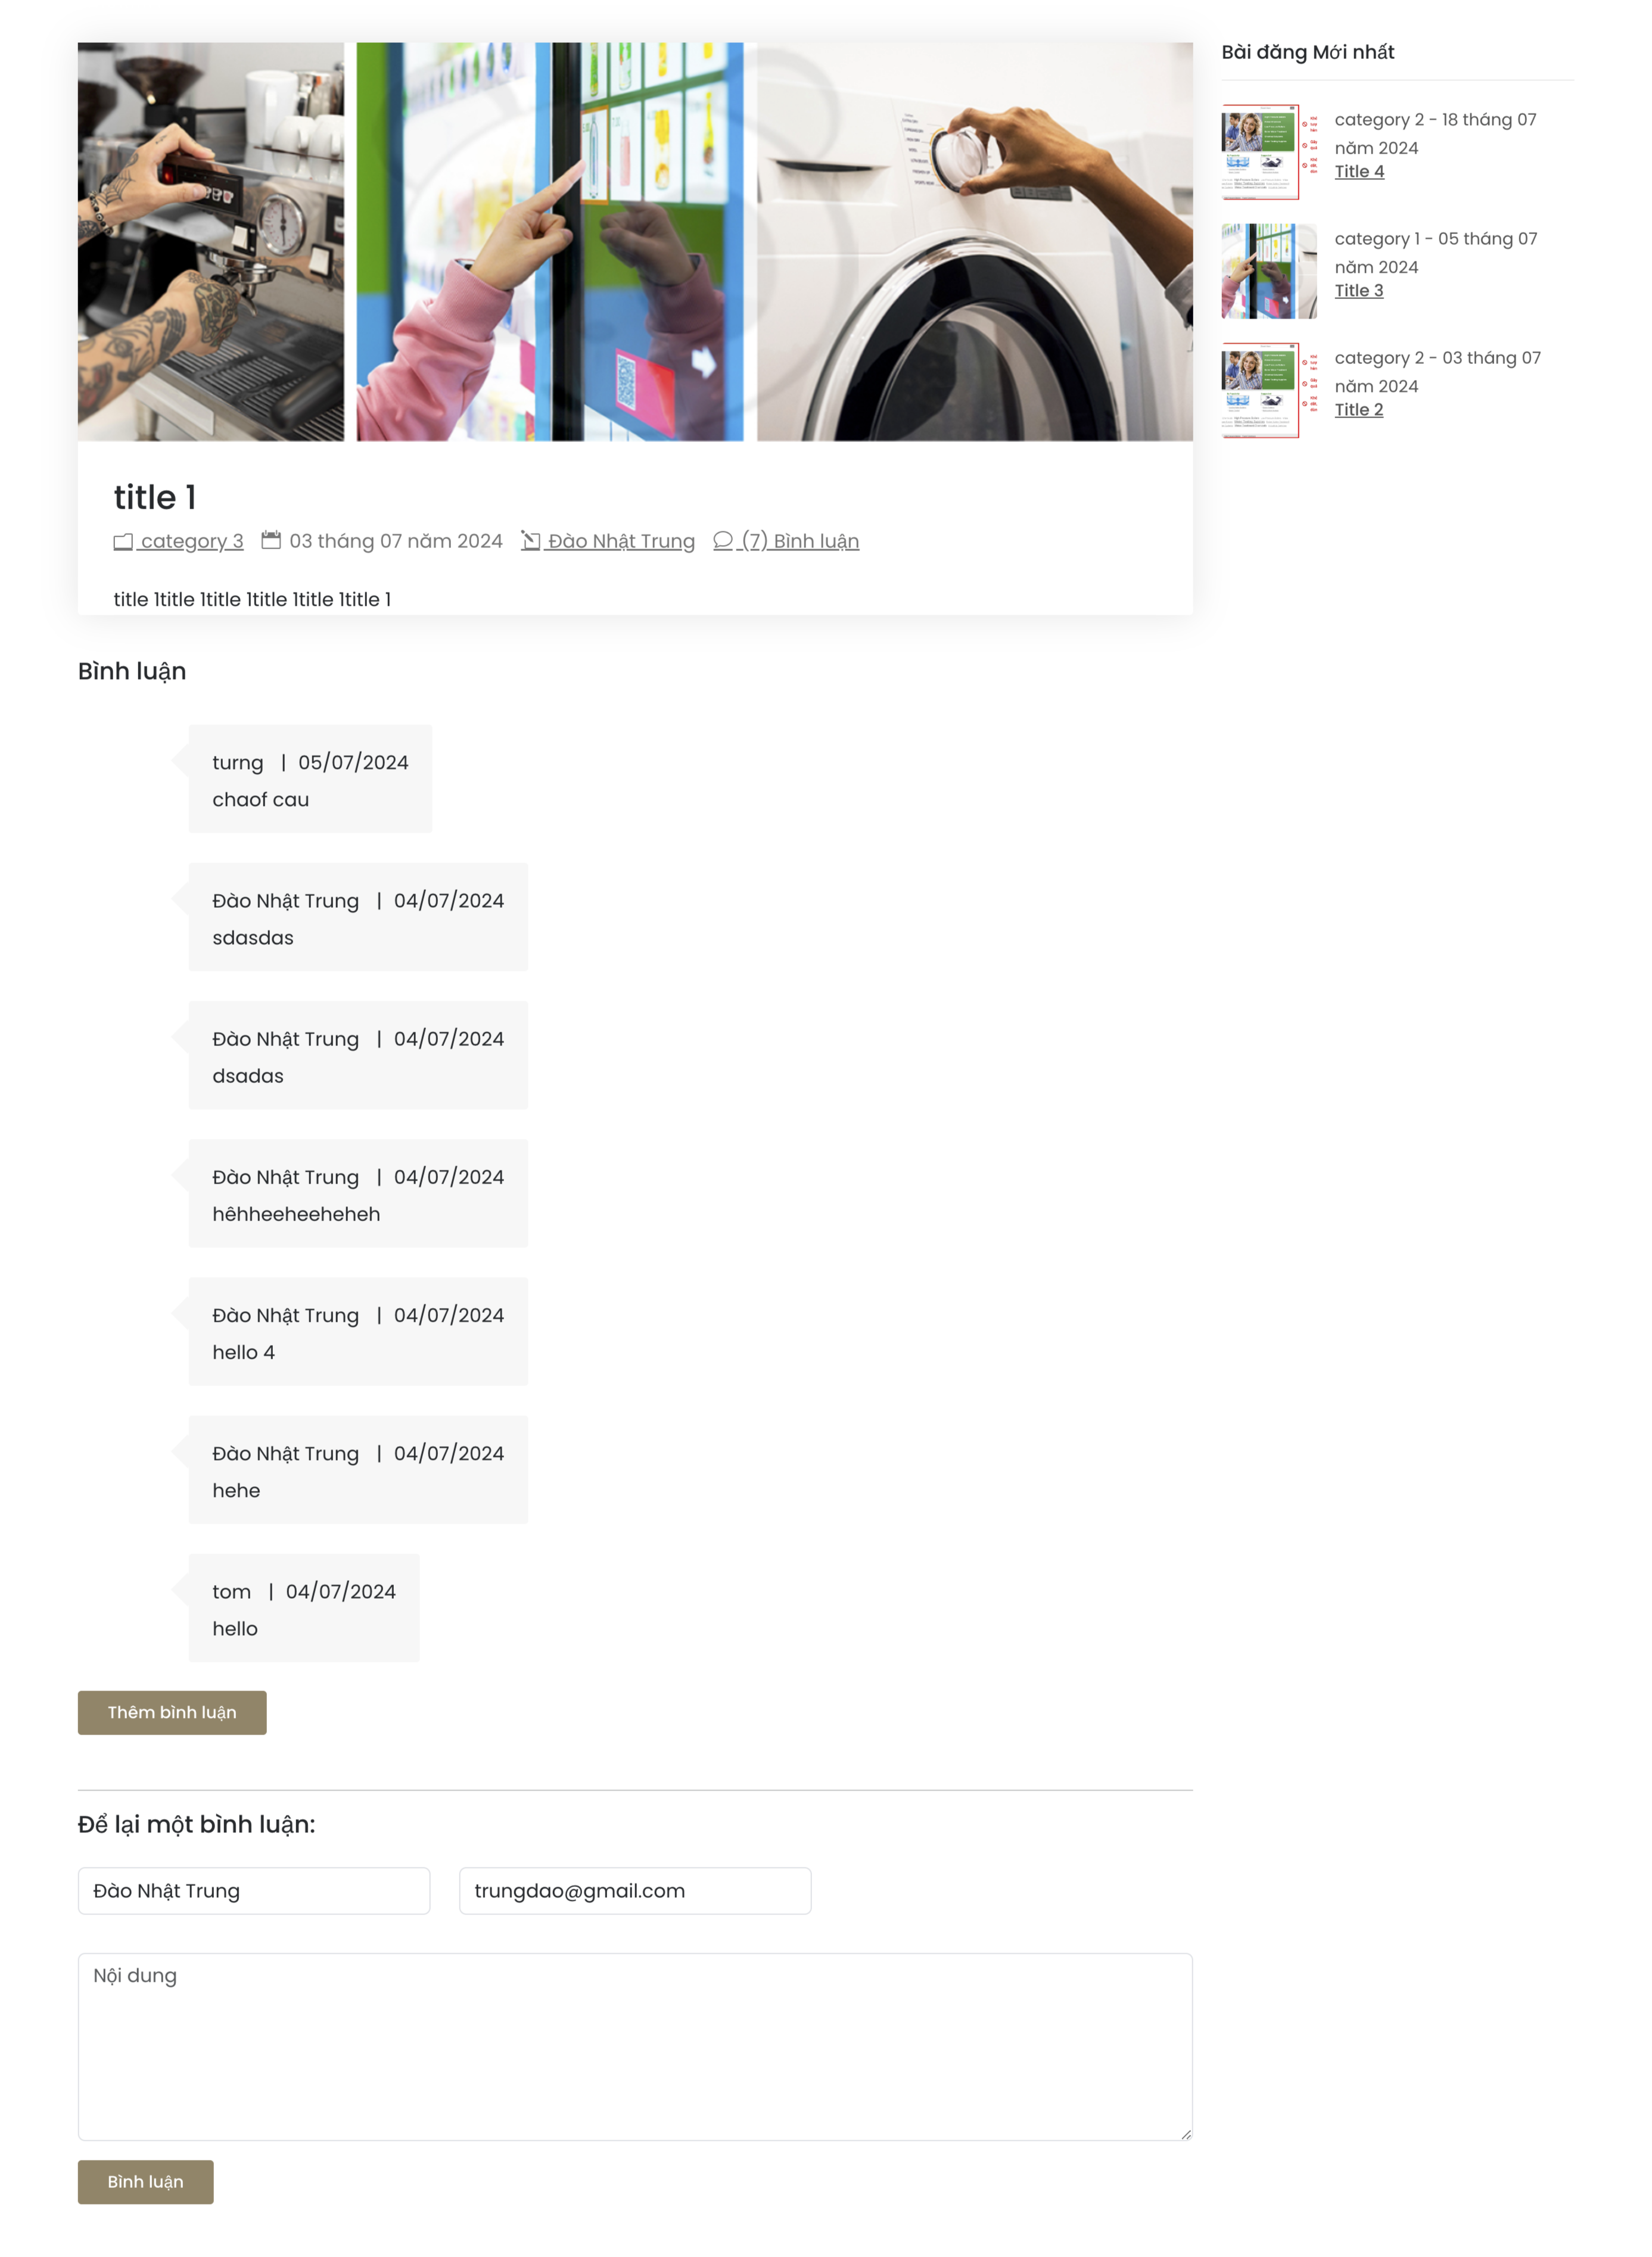 title 1
category 3 03 tháng 07 năm 2024 Đào Nhật Trung (7) Bình luận
title 1title 1title 1title 1title 1title 1
Bình luận
turng | 05/07/2024
chaof cau
Đào Nhật Trung | 04/07/2024
sdasdas
Đào Nhật Trung | 04/07/2024
dsadas
Đào Nhật Trung | 04/07/2024
hêhheeheeheheh
Đào Nhật Trung | 04/07/2024
hello 4
Đào Nhật Trung | 04/07/2024
hehe
tom | 04/07/2024
hello
Thêm bình luận
Để lại một bình luận:
Đào Nhật Trung
trungdao@gmail.com
Nội dung
Bình luận
Bài đăng Mới nhất
category 2 - 18 tháng 07
năm 2024
Title 4
category 1 - 05 tháng 07
năm 2024
Title 3
category 2 - 03 tháng 07
năm 2024
Title 2